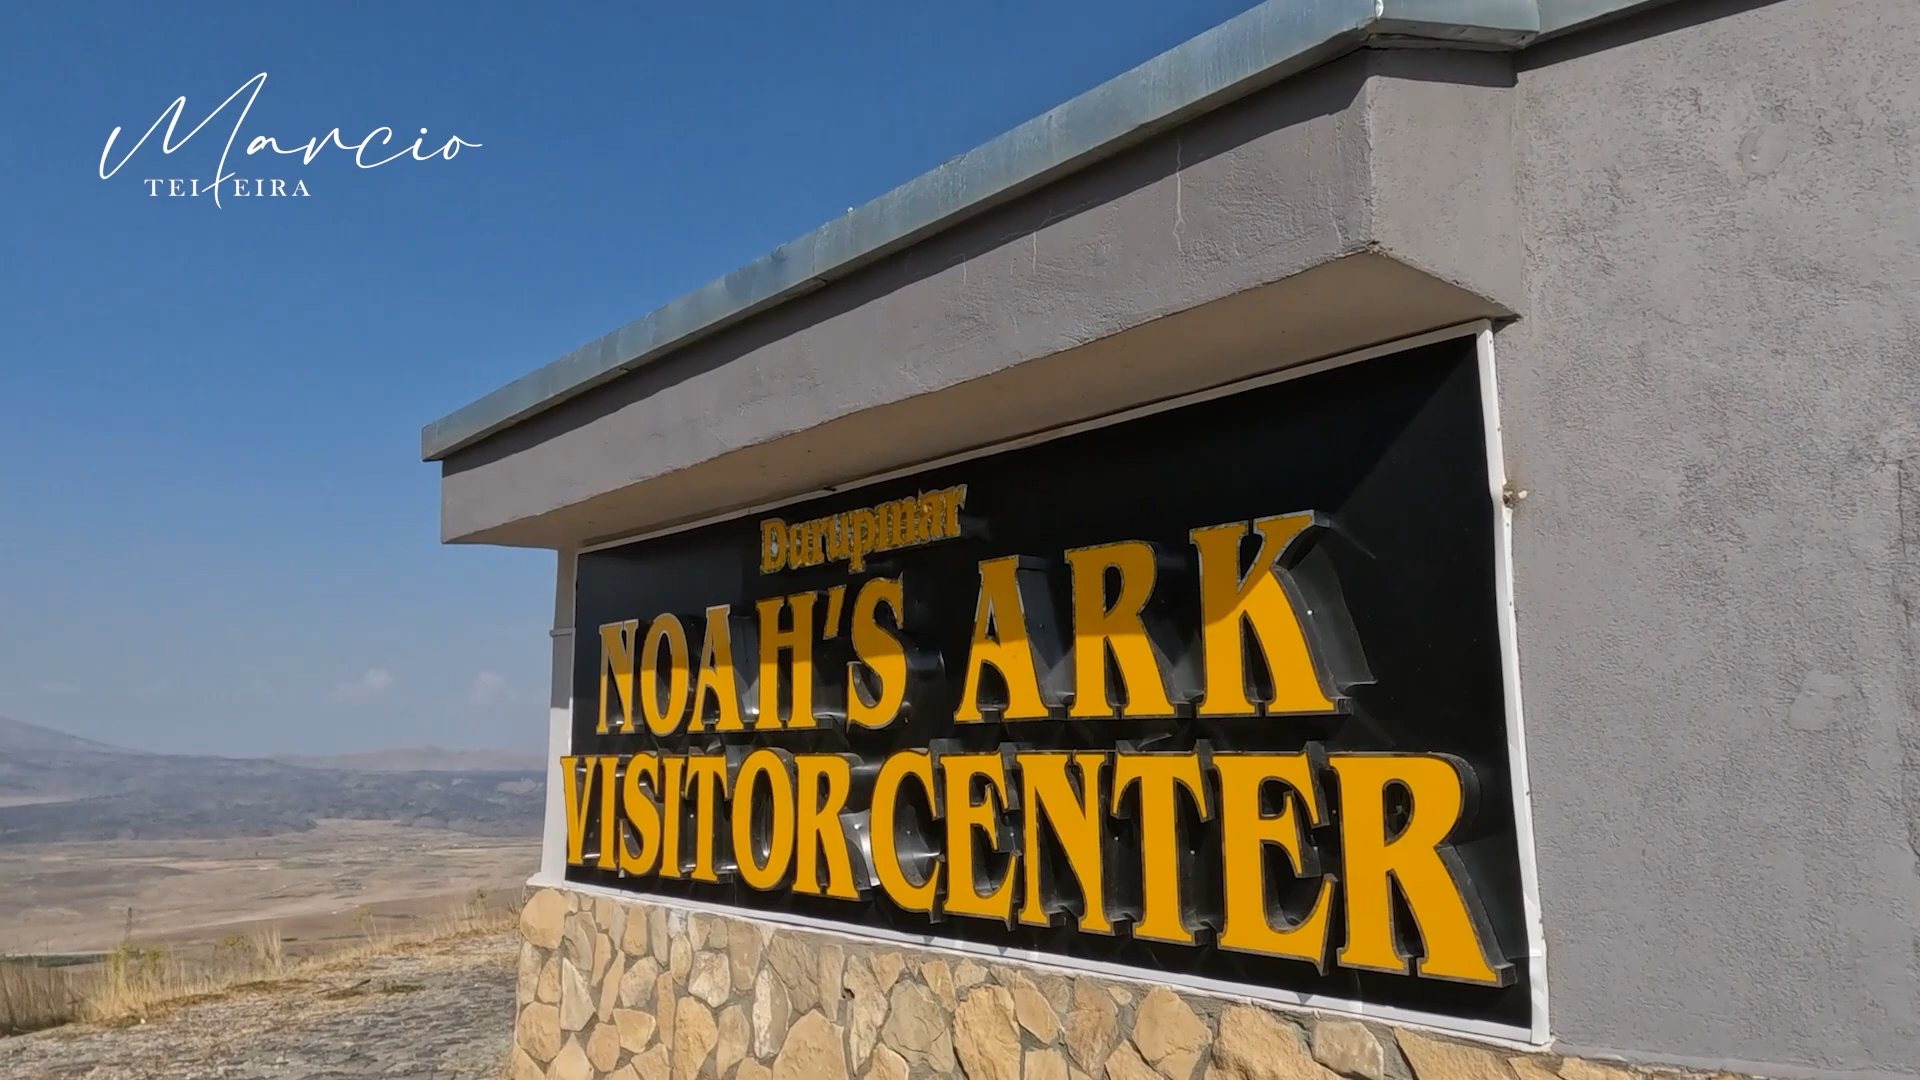 Marcio
TEIXEIRA
Durupınar
NOAH'S ARK
VISITOR CENTER